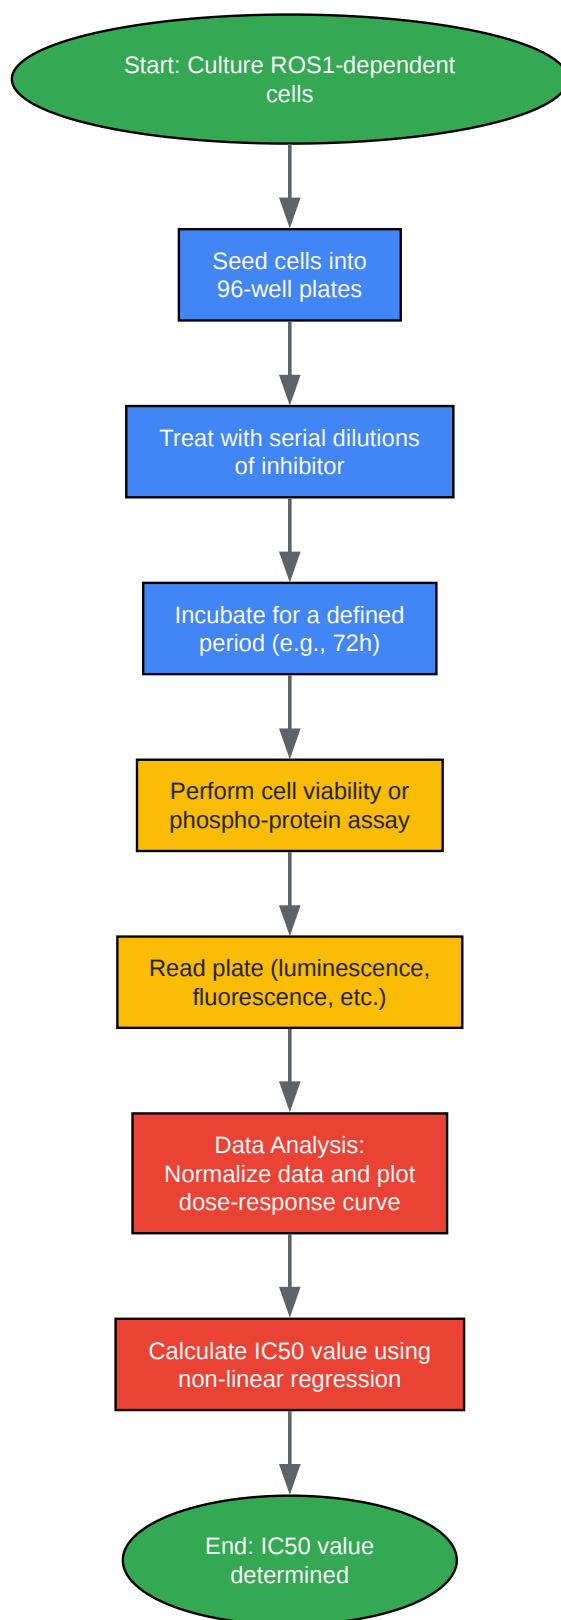 Start: Culture ROS1-dependent
cells
Seed cells into
96-well plates
Treat with serial dilutions
of inhibitor
Incubate for a defined
period (e.g., 72h)
Perform cell viability or
phospho-protein assay
Read plate (luminescence,
fluorescence, etc.)
Data Analysis:
Normalize data and plot
dose-response curve
Calculate IC50 value using
non-linear regression
End: IC50 value
determined